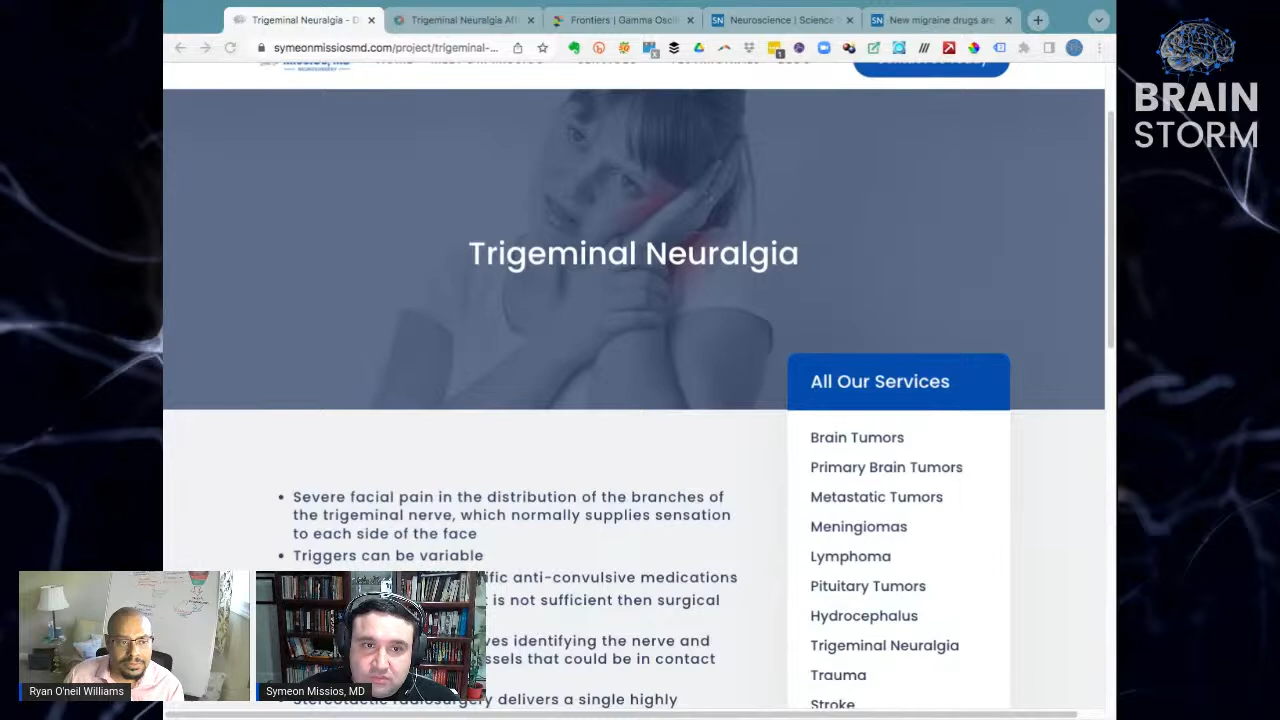 Trigeminal Neuralgia - D
Trigeminal Neuralgia Aff
Frontiers | Gamma Oscil
Neuroscience | Science
New migraine drugs are
symeonmissiosmd.com/project/trigeminal-...
BRAIN
STORM
Trigeminal Neuralgia
All Our Services
Brain Tumors
Primary Brain Tumors
Metastatic Tumors
Meningiomas
Lymphoma
Pituitary Tumors
Hydrocephalus
Trigeminal Neuralgia
Trauma
Stroke
• Severe facial pain in the distribution of the branches of
the trigeminal nerve, which normally supplies sensation
to each side of the face
• Triggers can be variable
fic anti-convulsive medications
is not sufficient then surgical
ves identifying the nerve and
ssels that could be in contact
Stereotactic radiosurgery delivers a single highly
Ryan O'neil Williams
Symeon Missios, MD